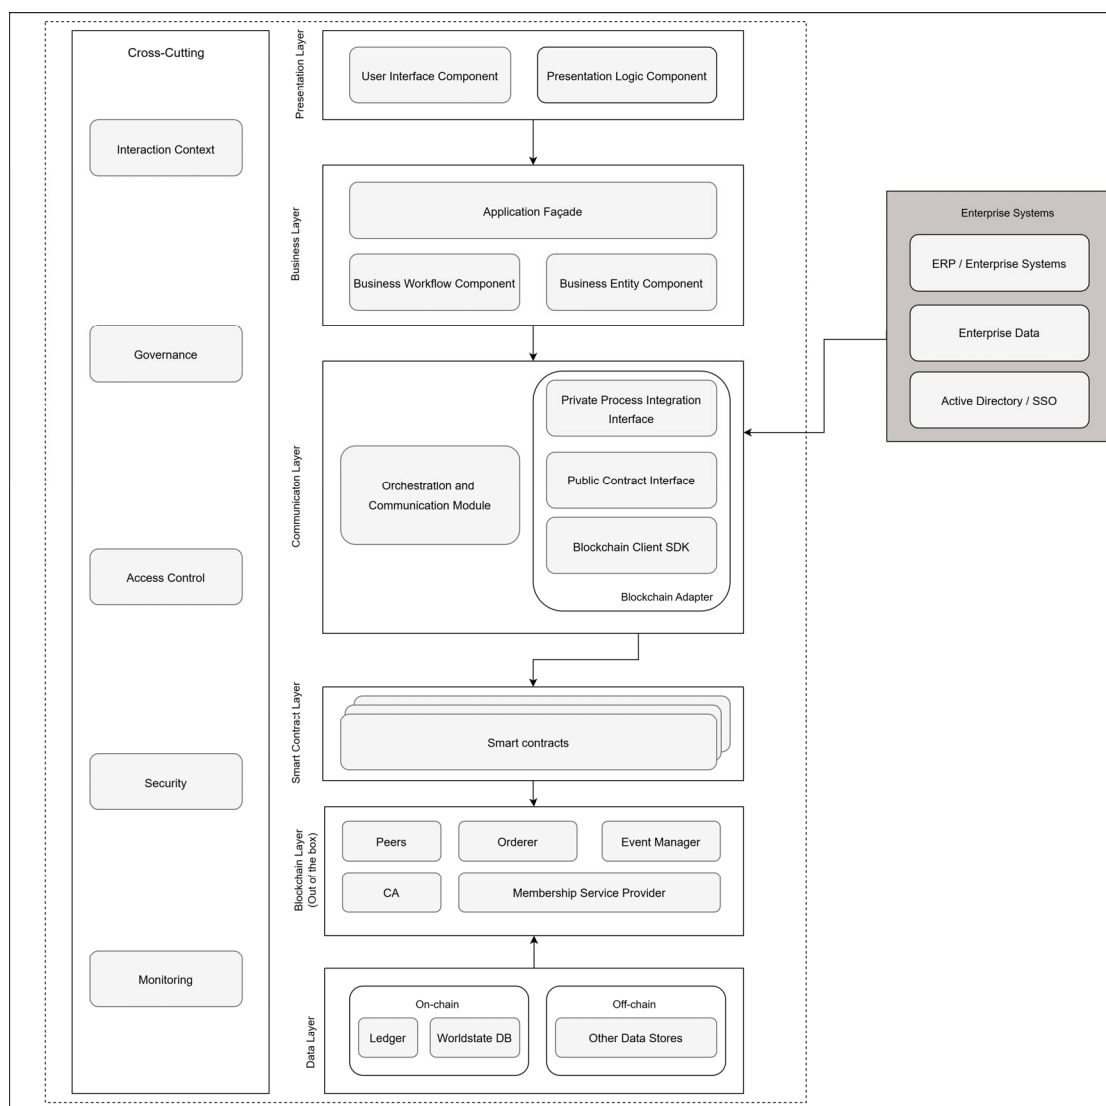 Cross-Cutting
Interaction Context
Governance
Access Control
Security
Monitoring
Presentation Layer
User Interface Component
Presentation Logic Component
Business Layer
Application Façade
Business Workflow Component
Business Entity Component
Communicaton Layer
Orchestration and
Communication Module
Private Process Integration
Interface
Public Contract Interface
Blockchain Client SDK
Blockchain Adapter
Smart Contract Layer
Smart contracts
Blockchain Layer
(Out of the box)
Peers
Orderer
Event Manager
CA
Membership Service Provider
Data Layer
On-chain
Ledger
Worldstate DB
Off-chain
Other Data Stores
Enterprise Systems
ERP / Enterprise Systems
Enterprise Data
Active Directory / SSO